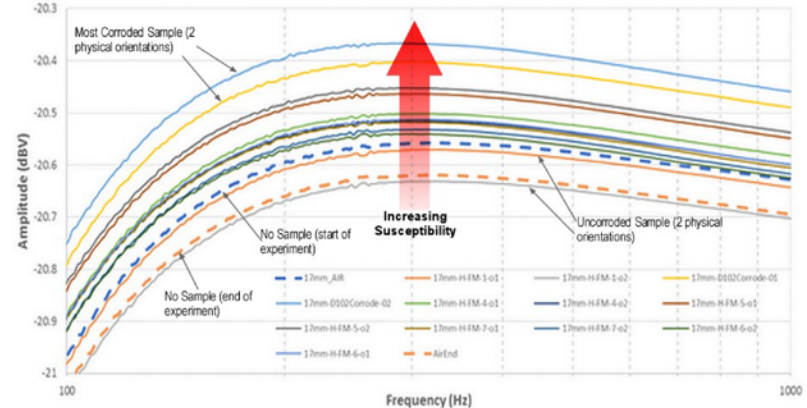 -20.3
Most Corroded Sample (2
physical orientations)
-20.4
-20.5
-20.6
-20.7
-20.8
-20.9
-21
Amplitude (dBV)
Increasing
Susceptibility
No Sample (start of
experiment)
Uncorroded Sample (2 physical
orientations)
No Sample (end of
experiment)
17mm_AIR 17mm-H-FM-1-o1 17mm-H-FM-1-o2 17mm-D102Corrode-01
17mm-D102Corrode-02 17mm-H-FM-4-o1 17mm-H-FM-4-o2 17mm-H-FM-5-o1
17mm-H-FM-5-o2 17mm-H-FM-7-o1 17mm-H-FM-7-o2 17mm-H-FM-6-o2
17mm-H-FM-6-o1 AirEnd
100 1000
Frequency (Hz)